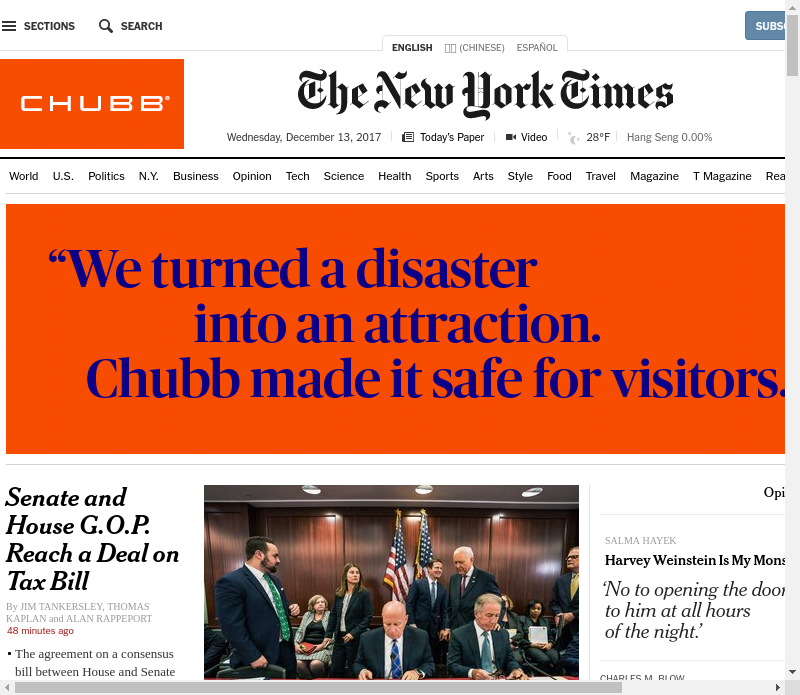 SECTIONS
SEARCH
SUBSC
ENGLISH
(CHINESE)
ESPAÑOL
CHUBB®
The New York Times
Wednesday, December 13, 2017
Today's Paper
Video
28°F
Hang Seng 0.00%
World U.S. Politics N.Y. Business Opinion Tech Science Health Sports Arts Style Food Travel Magazine T Magazine Rea
“We turned a disaster
into an attraction.
Chubb made it safe for visitors.
Senate and
House G.O.P.
Reach a Deal on
Tax Bill
By JIM TANKERSLEY, THOMAS
KAPLAN and ALAN RAPPEPORT
48 minutes ago
• The agreement on a consensus
bill between House and Senate
Opi
SALMA HAYEK
Harvey Weinstein Is My Mons
‘No to opening the door
to him at all hours
of the night.’
CHARLES M. BLOW